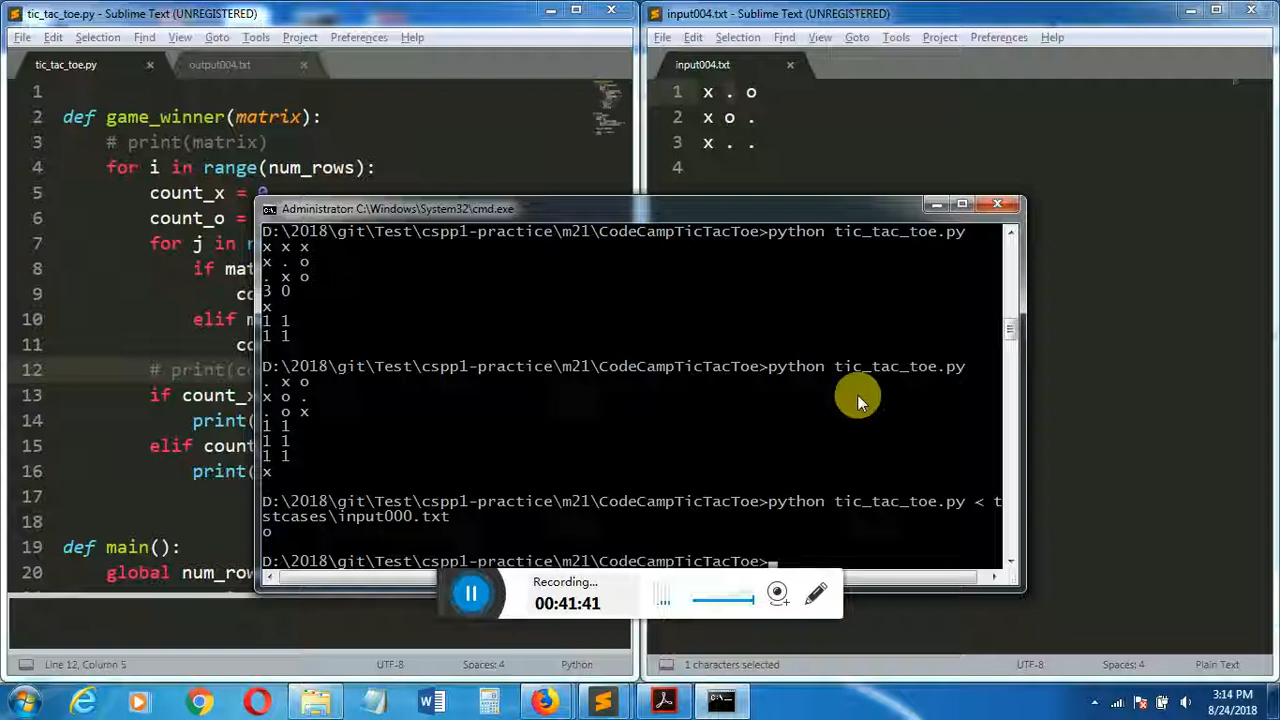 tic_tac_toe.py - Sublime Text (UNREGISTERED)
File Edit Selection Find View Goto Tools Project Preferences Help
tic_tac_toe.py output004.txt
1
2 def game_winner(matrix):
3 # print(matrix)
4 for i in range(num_rows):
5 count_x = 0
6 count_o =
7 for j in
8 if mat
9 co
10 elif m
11 co
12 # print(c
13 if count_x
14 print(
15 elif count
16 print(
17
18
19 def main():
20 global num_row
Line 12, Column 5 UTF-8 Spaces: 4 Python
input004.txt - Sublime Text (UNREGISTERED)
File Edit Selection Find View Goto Tools Project Preferences Help
input004.txt
1 x . o
2 x o .
3 x . .
4
1 characters selected UTF-8 Spaces: 4 Plain Text
Administrator: C:\Windows\System32\cmd.exe
D:\2018\git\Test\cspp1-practice\m21\CodeCampTicTacToe>python tic_tac_toe.py
x x x
x . o
. x o
3 0
x
1 1
1 1
D:\2018\git\Test\cspp1-practice\m21\CodeCampTicTacToe>python tic_tac_toe.py
. x o
x o .
. o x
1 1
1 1
1 1
x
D:\2018\git\Test\cspp1-practice\m21\CodeCampTicTacToe>python tic_tac_toe.py < t
stcases\input000.txt
o
D:\2018\git\Test\cspp1-practice\m21\CodeCampTicTacToe>
Recording...
00:41:41
3:14 PM
8/24/2018